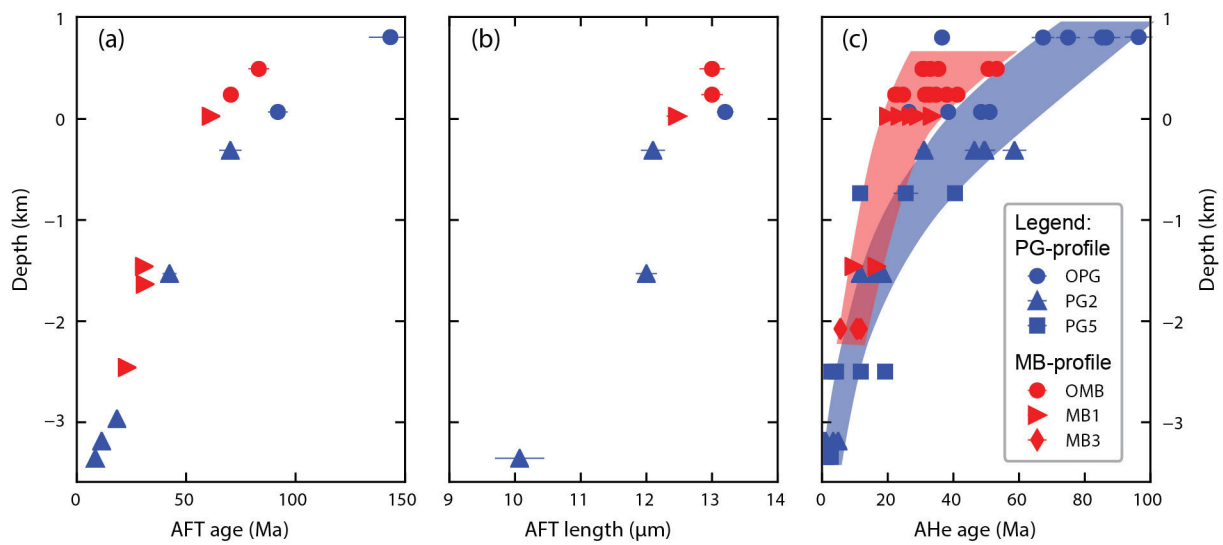 (a)
(b)
(c)
1
0
−1
−2
−3
Depth (km)
0
50
100
150
AFT age (Ma)
9
10
11
12
13
14
AFT length (μm)
0
20
40
60
80
100
AHe age (Ma)
1
0
−1
−2
−3
Depth (km)
Legend:
PG-profile
OPG
PG2
PG5
MB-profile
OMB
MB1
MB3